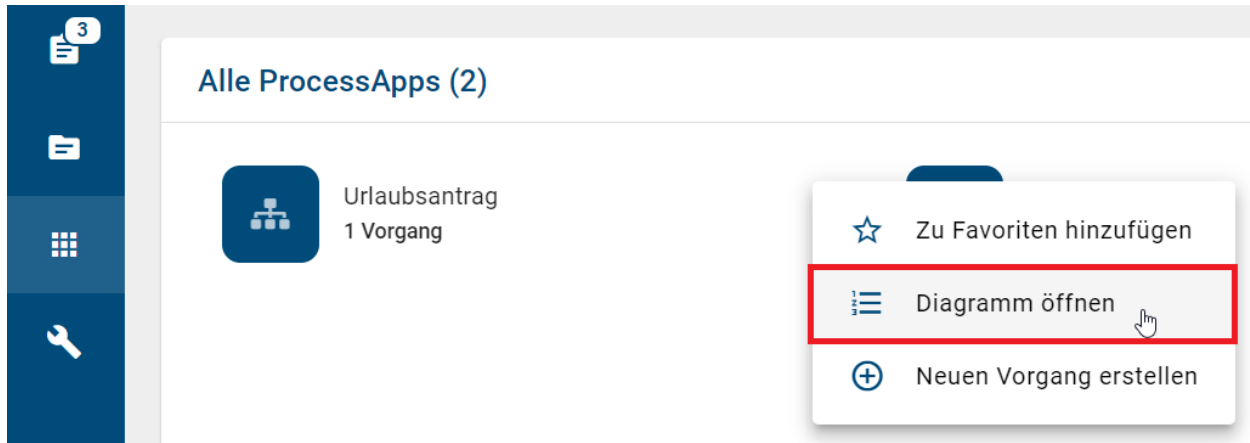 3
Alle ProcessApps (2)
Urlaubsantrag
1 Vorgang
Zu Favoriten hinzufügen
Diagramm öffnen
Neuen Vorgang erstellen